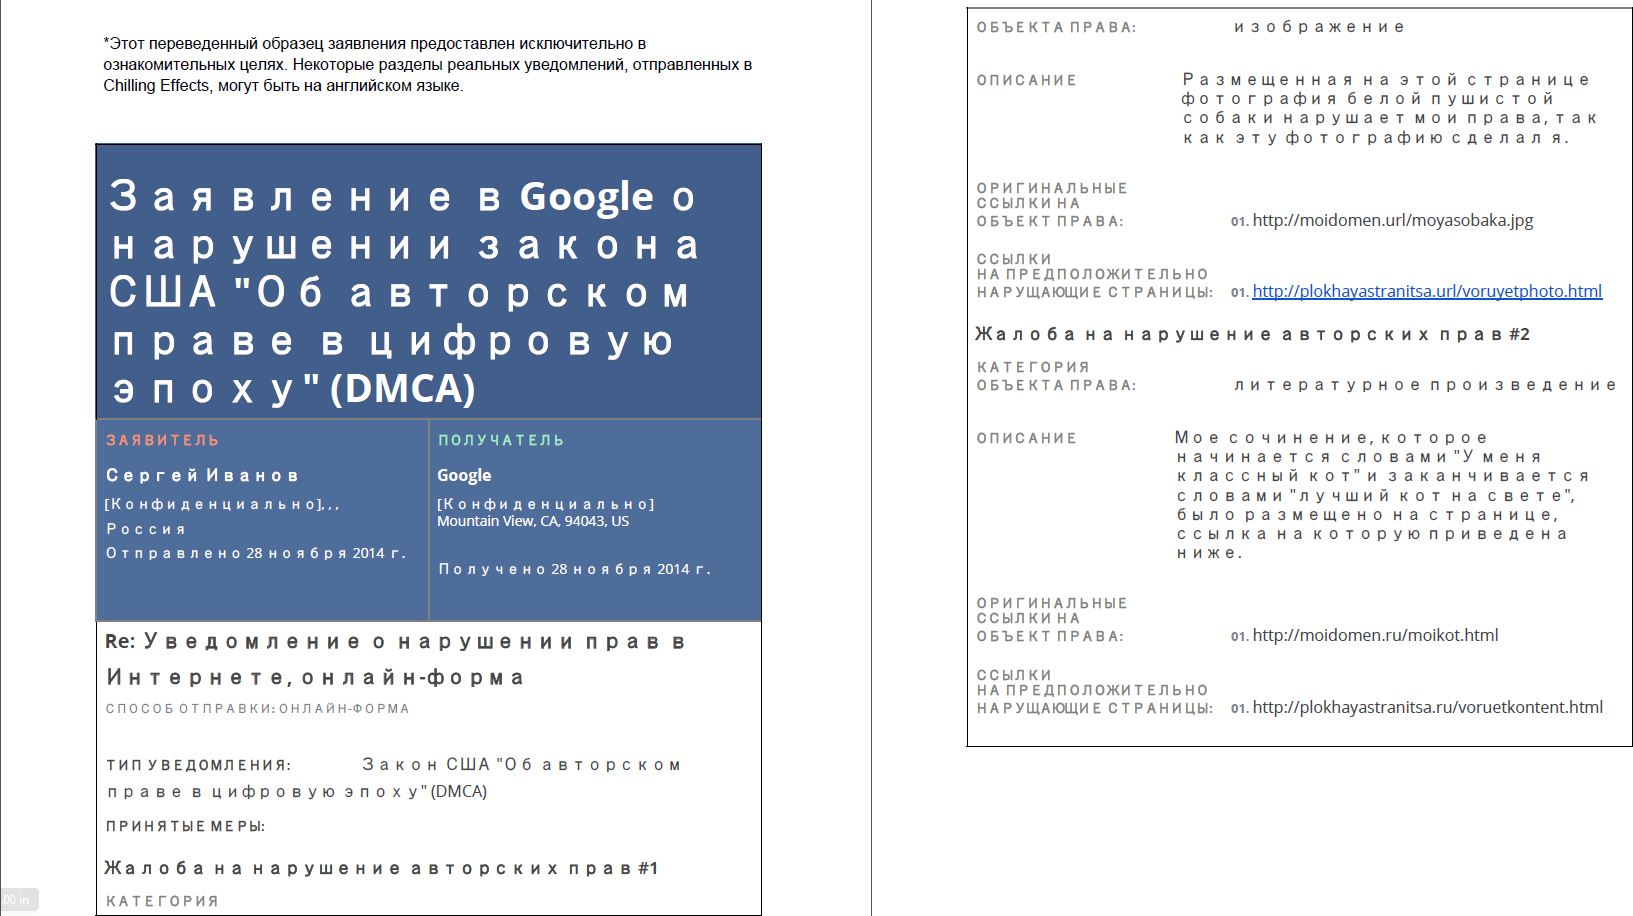 *Этот переведенный образец заявления предоставлен исключительно в
ознакомительных целях. Некоторые разделы реальных уведомлений, отправленных в
Chilling Effects, могут быть на английском языке.
Заявление в Google о
нарушении закона
США "Об авторском
праве в цифровую
эпоху" (DMCA)
ЗАЯВИТЕЛЬ
Сергей Иванов
[Конфиденциально],,,
Россия
Отправлено 28 ноября 2014 г.
ПОЛУЧАТЕЛЬ
Google
[Конфиденциально]
Mountain View, CA, 94043, US
Получено 28 ноября 2014 г.
Re: Уведомление о нарушении прав в
Интернете, онлайн-форма
СПОСОБ ОТПРАВКИ: ОНЛАЙН-ФОРМА
ТИП УВЕДОМЛЕНИЯ: Закон США "Об авторском
праве в цифровую эпоху" (DMCA)
ПРИНЯТЫЕ МЕРЫ:
Жалоба на нарушение авторских прав #1
КАТЕГОРИЯ
.00 in
ОБЪЕКТА ПРАВА: изображение
ОПИСАНИЕ Размещенная на этой странице
фотография белой пушистой
собаки нарушает мои права, так
как эту фотографию сделал я.
ОРИГИНАЛЬНЫЕ
ССЫЛКИ НА
ОБЪЕКТ ПРАВА: 01. http://moidomen.url/moyasobaka.jpg
ССЫЛКИ
НА ПРЕДПОЛОЖИТЕЛЬНО
НАРУЩАЮЩИЕ СТРАНИЦЫ: 01. http://plokhayastranitsa.url/voruyetphoto.html
Жалоба на нарушение авторских прав #2
КАТЕГОРИЯ
ОБЪЕКТА ПРАВА: литературное произведение
ОПИСАНИЕ Мое сочинение, которое
начинается словами "У меня
классный кот" и заканчивается
словами "лучший кот на свете",
было размещено на странице,
ссылка на которую приведена
ниже.
ОРИГИНАЛЬНЫЕ
ССЫЛКИ НА
ОБЪЕКТ ПРАВА: 01. http://moidomen.ru/moikot.html
ССЫЛКИ
НА ПРЕДПОЛОЖИТЕЛЬНО
НАРУЩАЮЩИЕ СТРАНИЦЫ: 01. http://plokhayastranitsa.ru/voruetkontent.html